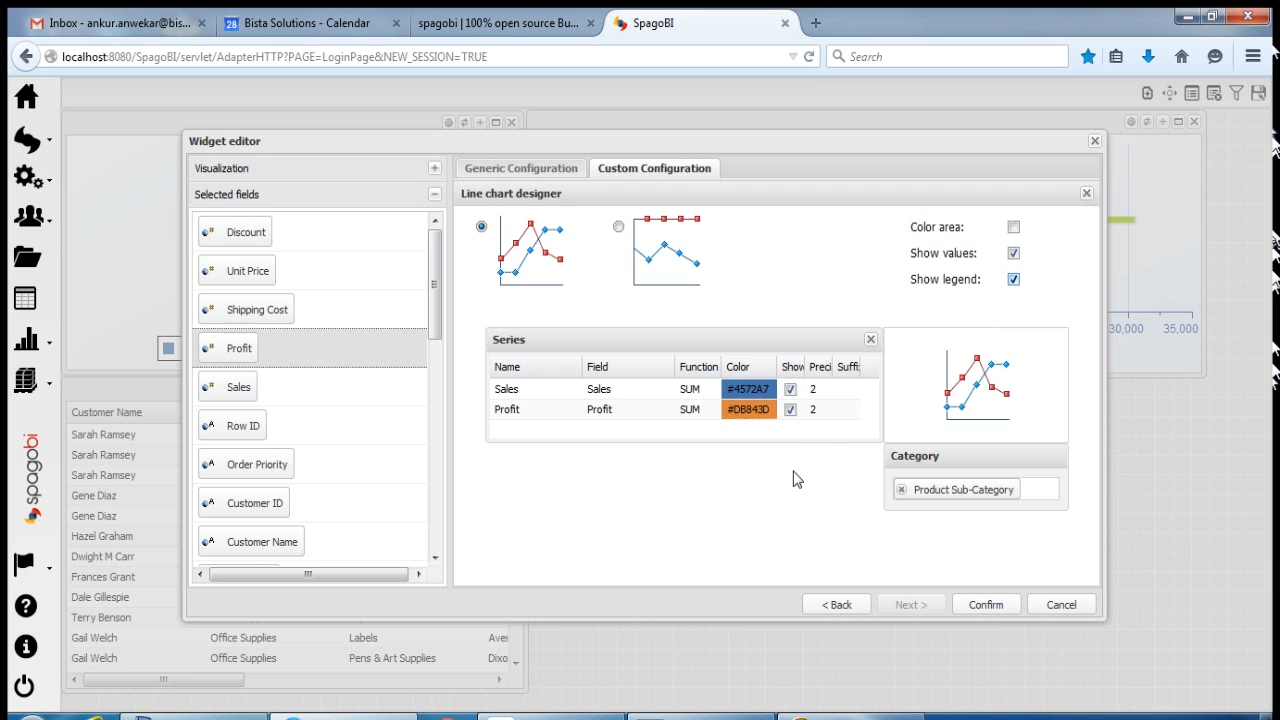 Inbox - ankur.anwekar@bis...
28 Bista Solutions - Calendar
spagobi | 100% open source Bu...
SpagoBI
localhost:8080/SpagoBI/servlet/AdapterHTTP?PAGE=LoginPage&NEW_SESSION=TRUE
Search
Widget editor
Visualization
Selected fields
Discount
Unit Price
Shipping Cost
Profit
Sales
Row ID
Order Priority
Customer ID
Customer Name
Generic Configuration
Custom Configuration
Line chart designer
Color area:
Show values:
Show legend:
Series
Name Field Function Color Show Preci Suffi
Sales Sales SUM #4572A7 2
Profit Profit SUM #DB843D 2
Category
Product Sub-Category
< Back Next > Confirm Cancel
30,000 35,000
Customer Name
Sarah Ramsey
Sarah Ramsey
Sarah Ramsey
Gene Diaz
Gene Diaz
Hazel Graham
Dwight M Carr
Frances Grant
Dale Gillespie
Terry Benson
Gail Welch Office Supplies Labels Aver
Gail Welch Office Supplies Pens & Art Supplies Dixo
spagobi